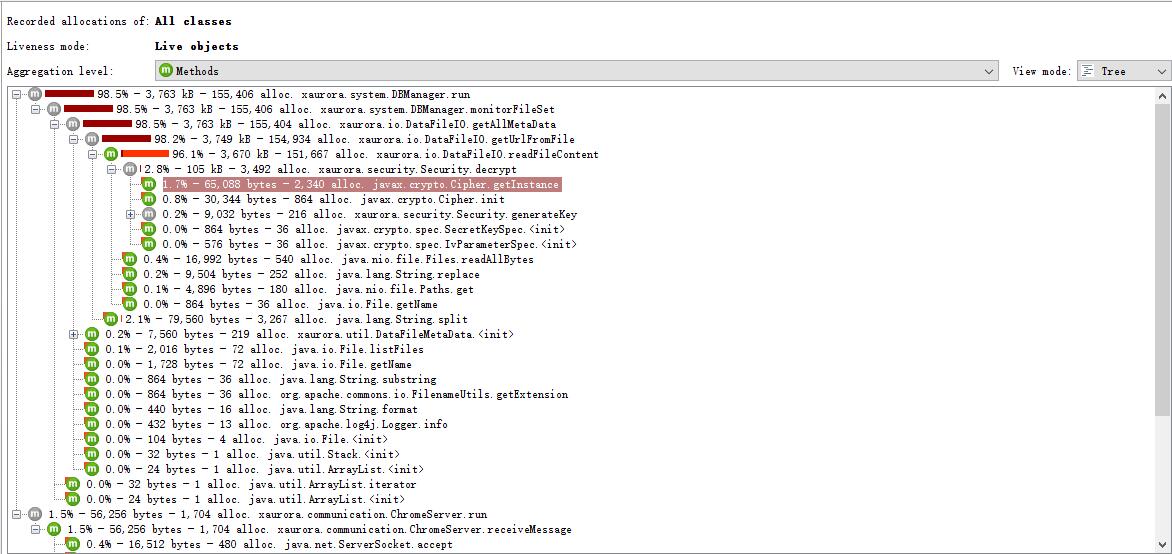 Recorded allocations of: All classes
Liveness mode: Live objects
Aggregation level: m Methods View mode: Tree
m 98.5% - 3,763 kB - 155,406 alloc. xaurora.system.DBManager.run
m 98.5% - 3,763 kB - 155,406 alloc. xaurora.system.DBManager.monitorFileSet
m 98.5% - 3,763 kB - 155,404 alloc. xaurora.io.DataFileIO.getAllMetaData
m 98.2% - 3,749 kB - 154,934 alloc. xaurora.io.DataFileIO.getUrlFromFile
m 96.1% - 3,670 kB - 151,667 alloc. xaurora.io.DataFileIO.readFileContent
m 2.8% - 105 kB - 3,492 alloc. xaurora.security.Security.decrypt
m 1.7% - 65,088 bytes - 2,340 alloc. javax.crypto.Cipher.getInstance
m 0.8% - 30,344 bytes - 864 alloc. javax.crypto.Cipher.init
m 0.2% - 9,032 bytes - 216 alloc. xaurora.security.Security.generateKey
m 0.0% - 864 bytes - 36 alloc. javax.crypto.spec.SecretKeySpec.<init>
m 0.0% - 576 bytes - 36 alloc. javax.crypto.spec.IvParameterSpec.<init>
m 0.4% - 16,992 bytes - 540 alloc. java.nio.file.Files.readAllBytes
m 0.2% - 9,504 bytes - 252 alloc. java.lang.String.replace
m 0.1% - 4,896 bytes - 180 alloc. java.nio.file.Paths.get
m 0.0% - 864 bytes - 36 alloc. java.io.File.getName
m 2.1% - 79,560 bytes - 3,267 alloc. java.lang.String.split
m 0.2% - 7,560 bytes - 219 alloc. xaurora.util.DataFileMetaData.<init>
m 0.1% - 2,016 bytes - 72 alloc. java.io.File.listFiles
m 0.0% - 1,728 bytes - 72 alloc. java.io.File.getName
m 0.0% - 864 bytes - 36 alloc. java.lang.String.substring
m 0.0% - 864 bytes - 36 alloc. org.apache.commons.io.FilenameUtils.getExtension
m 0.0% - 440 bytes - 16 alloc. java.lang.String.format
m 0.0% - 432 bytes - 13 alloc. org.apache.log4j.Logger.info
m 0.0% - 104 bytes - 4 alloc. java.io.File.<init>
m 0.0% - 32 bytes - 1 alloc. java.util.Stack.<init>
m 0.0% - 24 bytes - 1 alloc. java.util.ArrayList.<init>
m 0.0% - 32 bytes - 1 alloc. java.util.ArrayList.iterator
m 0.0% - 24 bytes - 1 alloc. java.util.ArrayList.<init>
m 1.5% - 56,256 bytes - 1,704 alloc. xaurora.communication.ChromeServer.run
m 1.5% - 56,256 bytes - 1,704 alloc. xaurora.communication.ChromeServer.receiveMessage
m 0.4% - 16,512 bytes - 480 alloc. java.net.ServerSocket.accept